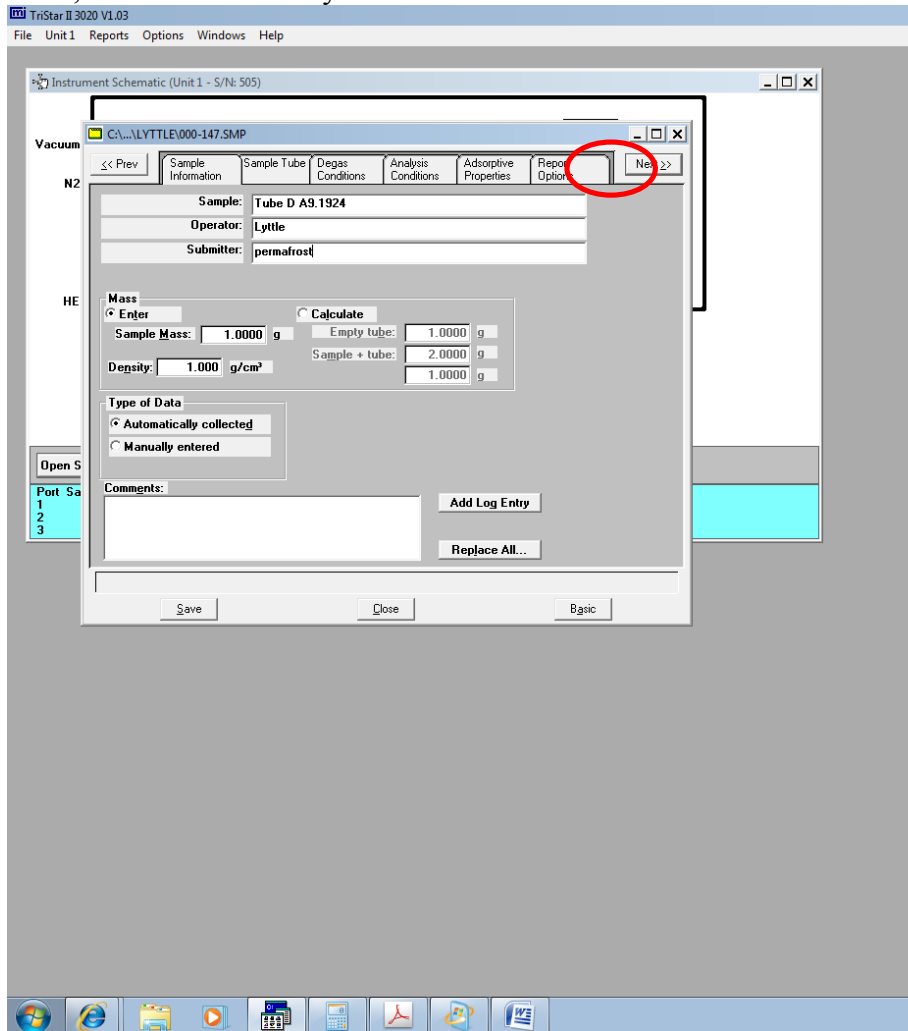 TriStar II 3020 V1.03
File Unit 1 Reports Options Windows Help
Instrument Schematic (Unit 1 - S/N: 505)
C:\...\LYTTLE\000-147.SMP
Vacuum
N2
HE
<< Prev
Sample Information
Sample Tube
Degas Conditions
Analysis Conditions
Adsorptive Properties
Options
>>
Sample: Tube D A9.1924
Operator: Lyttle
Submitter: permafrost
Mass
Enter
Calculate
Sample Mass: 1.0000 g
Empty tube: 1.0000 g
Sample + tube: 2.0000 g
Density: 1.000 g/cm³
1.0000 g
Type of Data
Automatically collected
Manually entered
Open S
Port Sa
1
2
3
Comments:
Add Log Entry
Replace All...
Save
Close
Basic